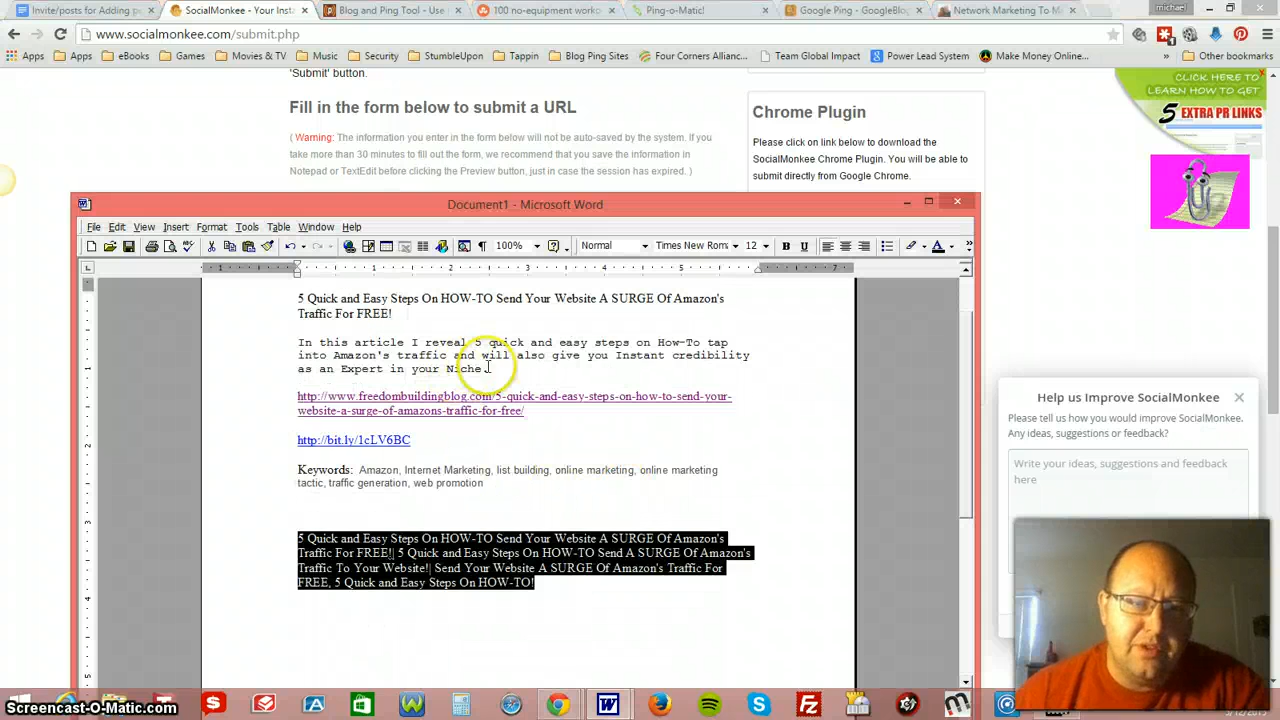 Invite/posts for Adding p
SocialMonkee - Your Inst
Blog and Ping Tool - Use
100 no-equipment workc
Ping-o-Matic!
Google Ping - GoogleBl
Network Marketing To M
michael
www.socialmonkee.com/submit.php
Apps
Apps
eBooks
Games
Movies & TV
Music
Security
StumbleUpon
Tappin
Blog Ping Sites
Four Corners Allianc...
Team Global Impact
Power Lead System
Make Money Online...
Other bookmarks
'Submit' button.
Fill in the form below to submit a URL
( Warning: The information you enter in the form below will not be auto-saved by the system. If you
take more than 30 minutes to fill out the form, we recommend that you save the information in
Notepad or TextEdit before clicking the Preview button, just in case the session has expired. )
Chrome Plugin
Please click on link below to download the
SocialMonkee Chrome Plugin. You will be able to
submit directly from Google Chrome.
CLICK HERE TO
LEARN HOW TO GET
5 EXTRA PR LINKS
Document1 - Microsoft Word
File Edit View Insert Format Tools Table Window Help
100% Normal Times New Rom 12 B U
5 Quick and Easy Steps On HOW-TO Send Your Website A SURGE Of Amazon's
Traffic For FREE!
In this article I reveal 5 quick and easy steps on How-To tap
into Amazon's traffic and will also give you Instant credibility
as an Expert in your Niche.
http://www.freedombuildingblog.com/5-quick-and-easy-steps-on-how-to-send-your-
website-a-surge-of-amazons-traffic-for-free/
http://bit.ly/1cLV6BC
Keywords: Amazon, Internet Marketing, list building, online marketing, online marketing
tactic, traffic generation, web promotion
5 Quick and Easy Steps On HOW-TO Send Your Website A SURGE Of Amazon's
Traffic For FREE!| 5 Quick and Easy Steps On HOW-TO Send A SURGE Of Amazon's
Traffic To Your Website!| Send Your Website A SURGE Of Amazon's Traffic For
FREE, 5 Quick and Easy Steps On HOW-TO!
Help us Improve SocialMonkee
Please tell us how you would improve SocialMonkee.
Any ideas, suggestions or feedback?
Write your ideas, suggestions and feedback
here
Screencast-O-Matic.com